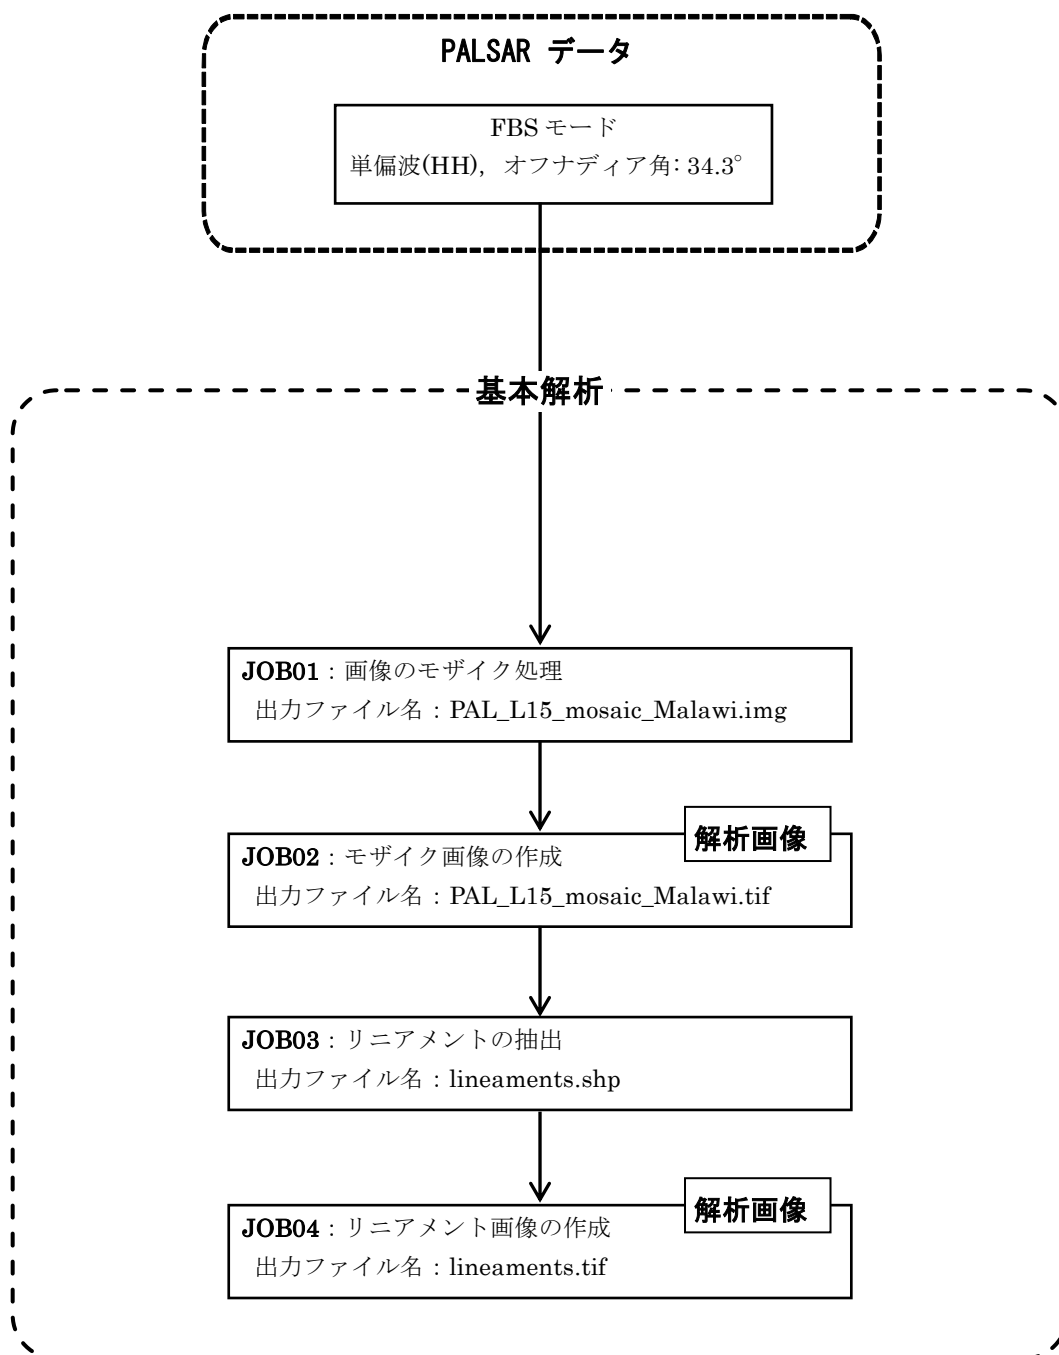 PALSAR データ
FBS モード
単偏波(HH), オフナディア角: 34.3°
基本解析
JOB01：画像のモザイク処理
出力ファイル名：PAL_L15_mosaic_Malawi.img
解析画像
JOB02：モザイク画像の作成
出力ファイル名：PAL_L15_mosaic_Malawi.tif
JOB03：リニアメントの抽出
出力ファイル名：lineaments.shp
解析画像
JOB04：リニアメント画像の作成
出力ファイル名：lineaments.tif